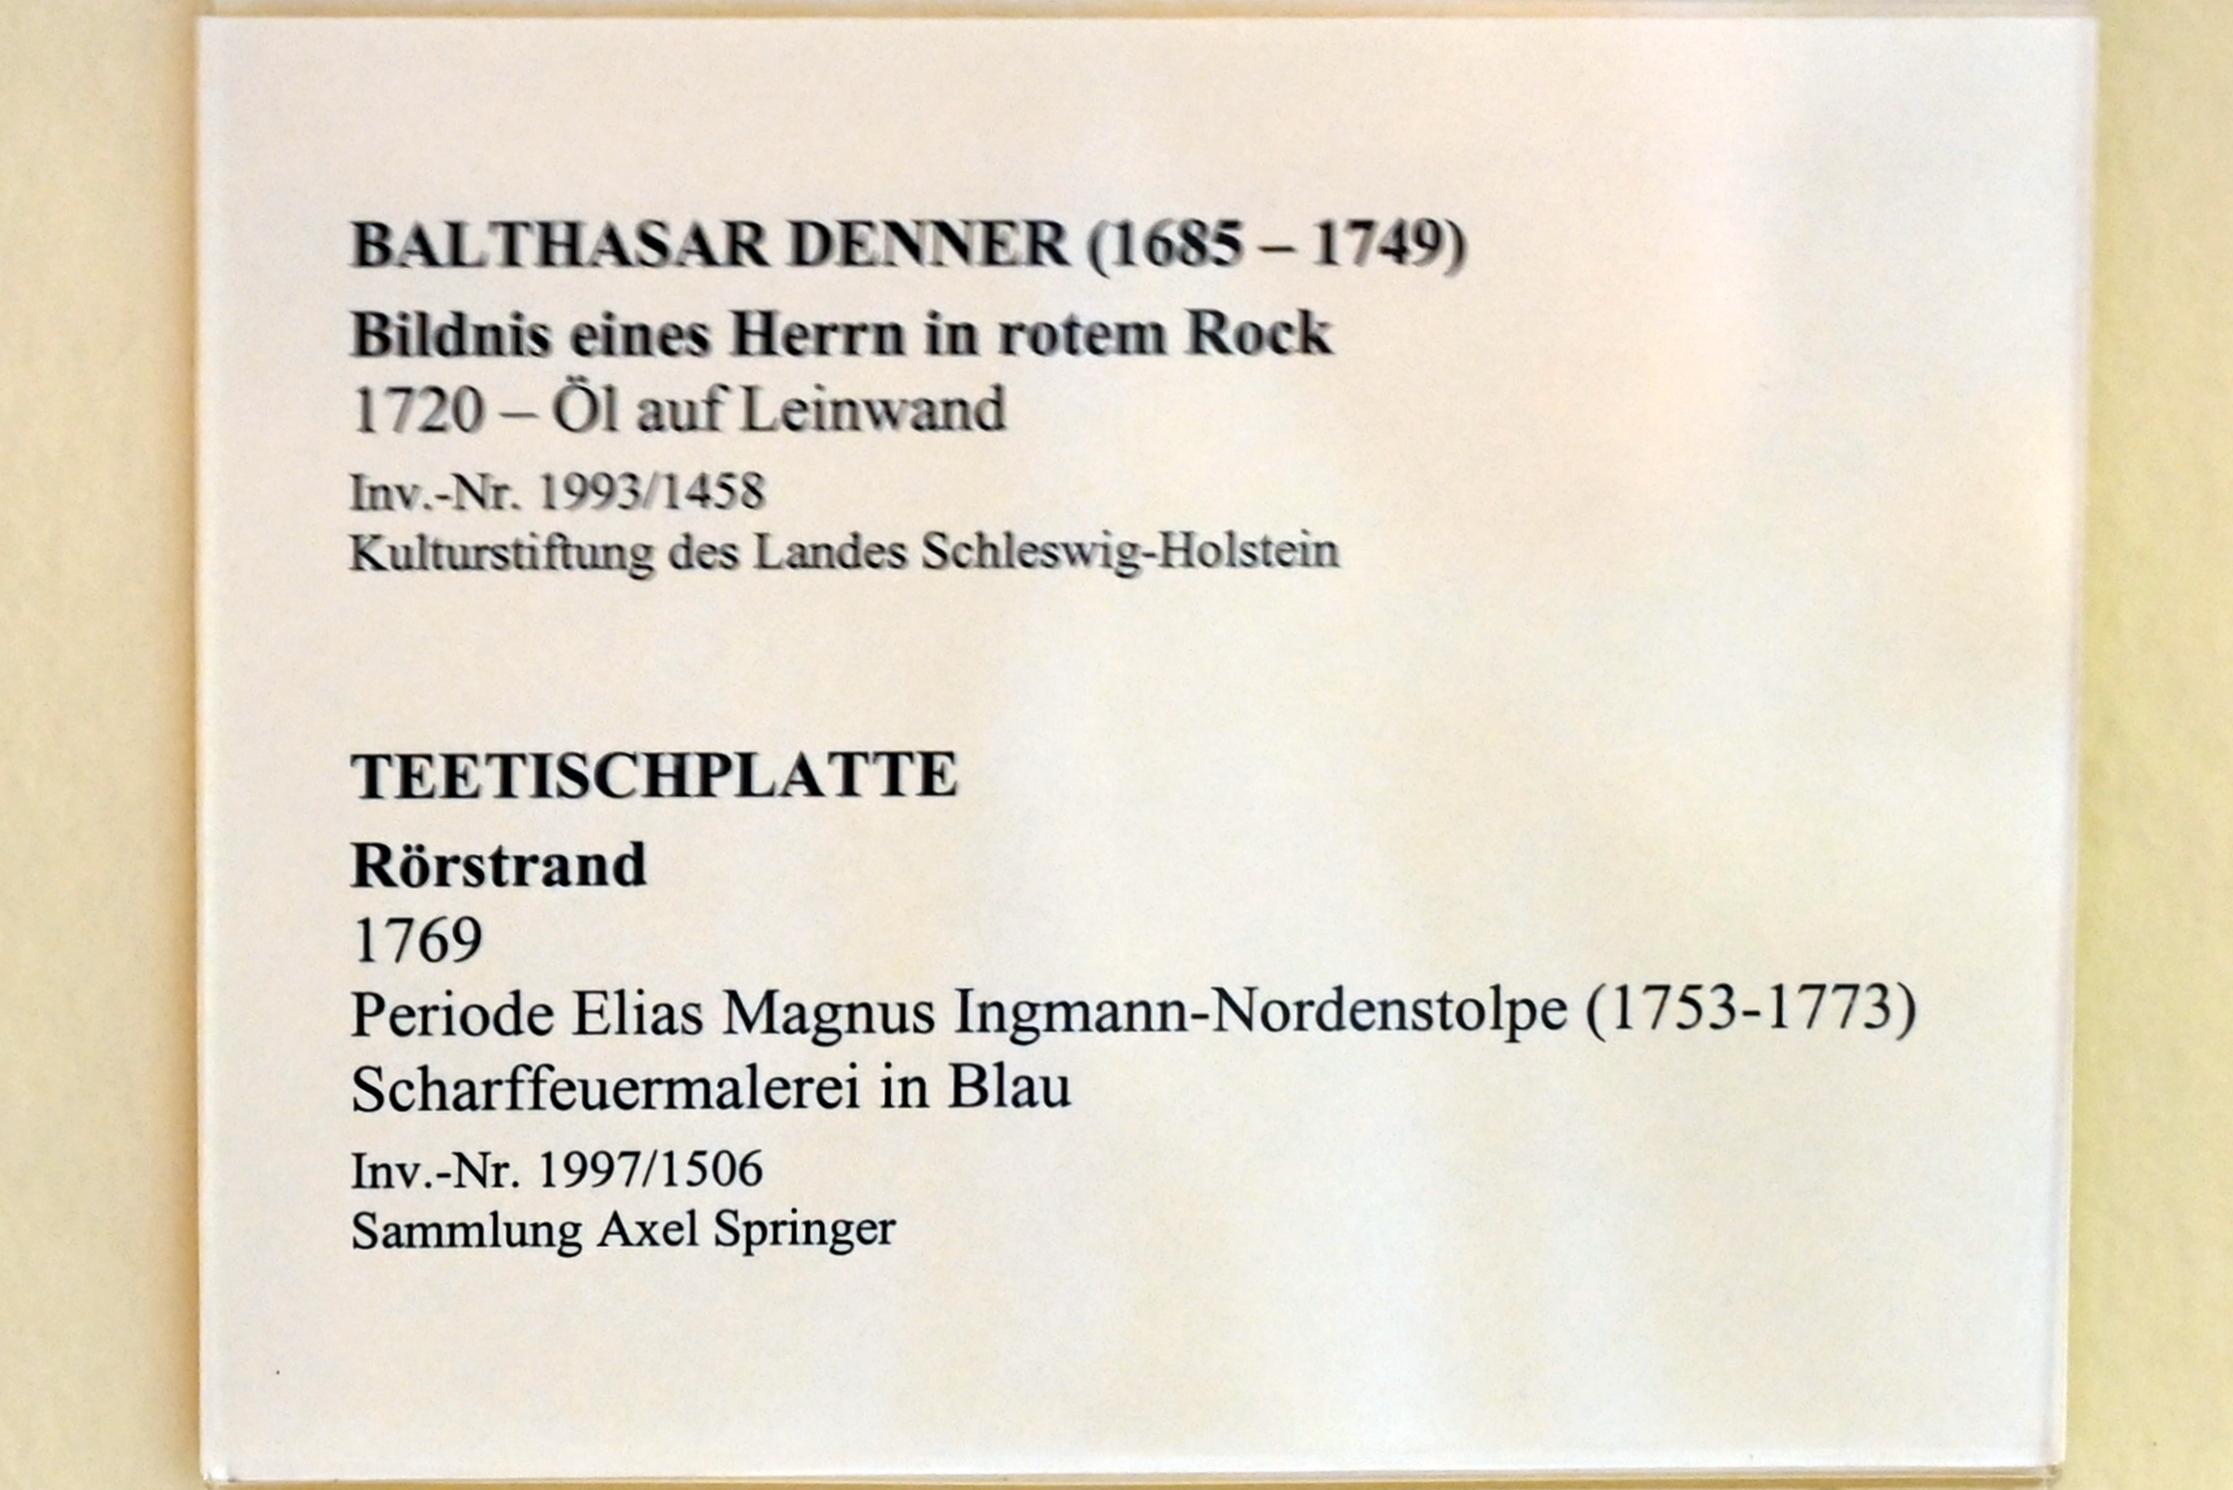 BALTHASAR DENNER (1685 – 1749)
Bildnis eines Herrn in rotem Rock
1720 – Öl auf Leinwand
Inv.-Nr. 1993/1458
Kulturstiftung des Landes Schleswig-Holstein
TEETISCHPLATTE
Rörstrand
1769
Periode Elias Magnus Ingmann-Nordenstolpe (1753-1773)
Scharffeuermalerei in Blau
Inv.-Nr. 1997/1506
Sammlung Axel Springer